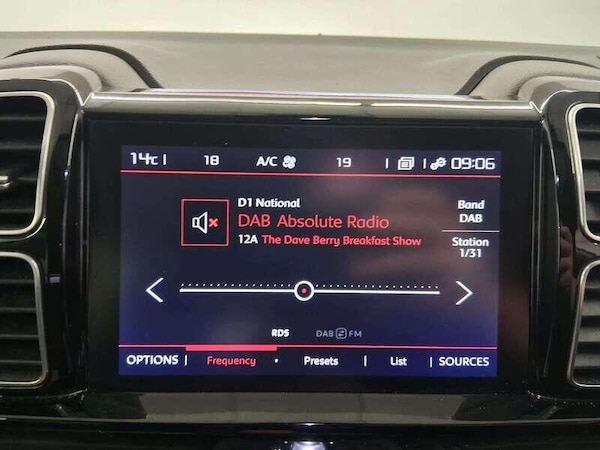 14°C 18 A/C 19 09:06
D1 National
DAB Absolute Radio
12A The Dave Berry Breakfast Show
Band
DAB
Station
1/31
RDS DAB FM
OPTIONS Frequency Presets List SOURCES